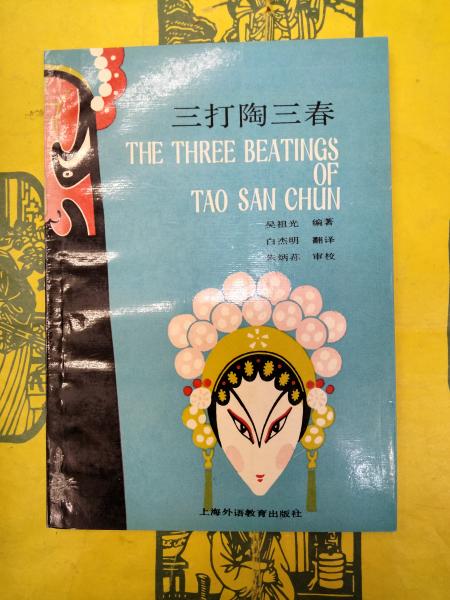 三打陶三春
THE THREE BEATINGS
OF
TAO SAN CHUN
吴祖光 编著
白杰明 翻译
朱炳荪 审校
上海外语教育出版社